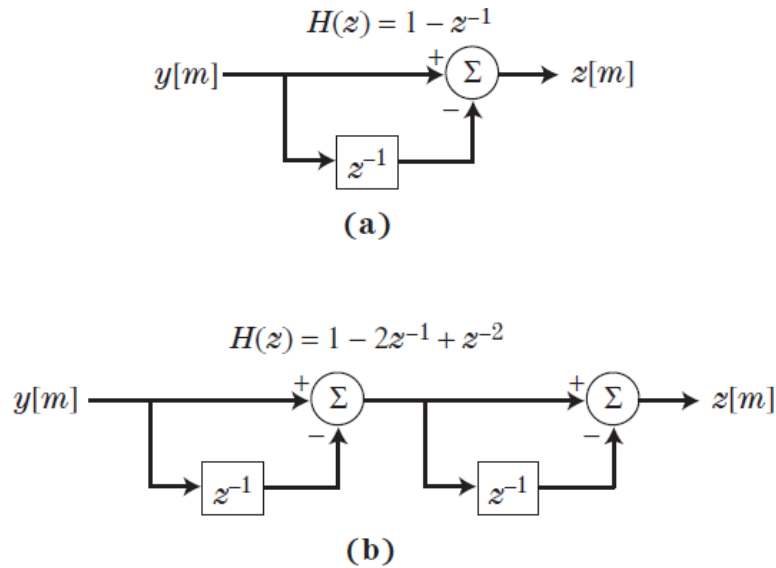 H(z) = 1 − z⁻¹
y[m] + Σ z[m]
−
z⁻¹
(a)
H(z) = 1 − 2z⁻¹ + z⁻²
y[m] + Σ + Σ z[m]
− −
z⁻¹ z⁻¹
(b)